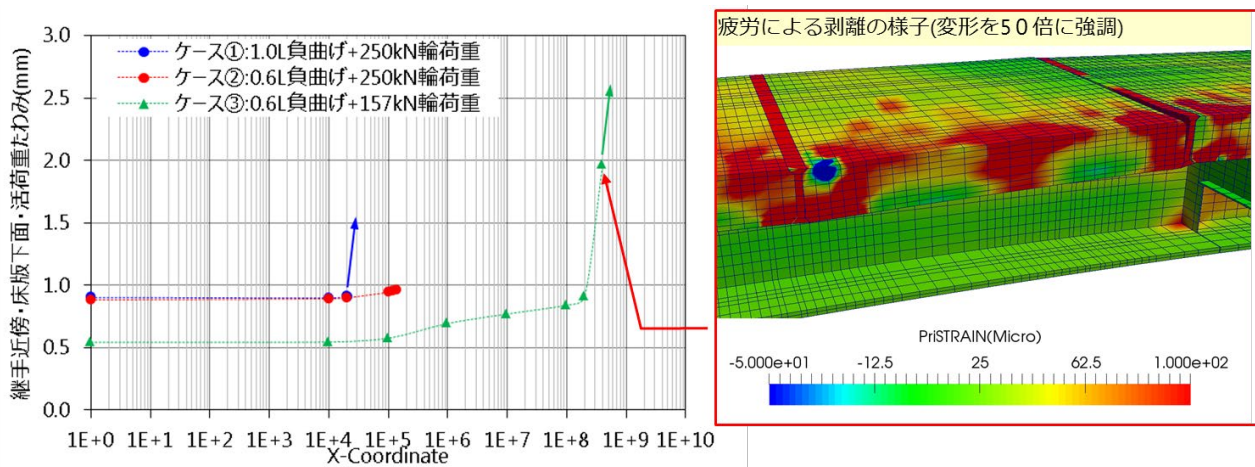 3.0
2.5
2.0
1.5
1.0
0.5
0.0
継手近傍・床版下面・活荷重たわみ(mm)
ケース①:1.0L負曲げ+250kN輪荷重
ケース②:0.6L負曲げ+250kN輪荷重
ケース③:0.6L負曲げ+157kN輪荷重
1E+0 1E+1 1E+2 1E+3 1E+4 1E+5 1E+6 1E+7 1E+8 1E+9 1E+10
X-Coordinate
疲労による剥離の様子(変形を50倍に強調)
PriSTRAIN(Micro)
-5.000e+01 -12.5 25 62.5 1.000e+02